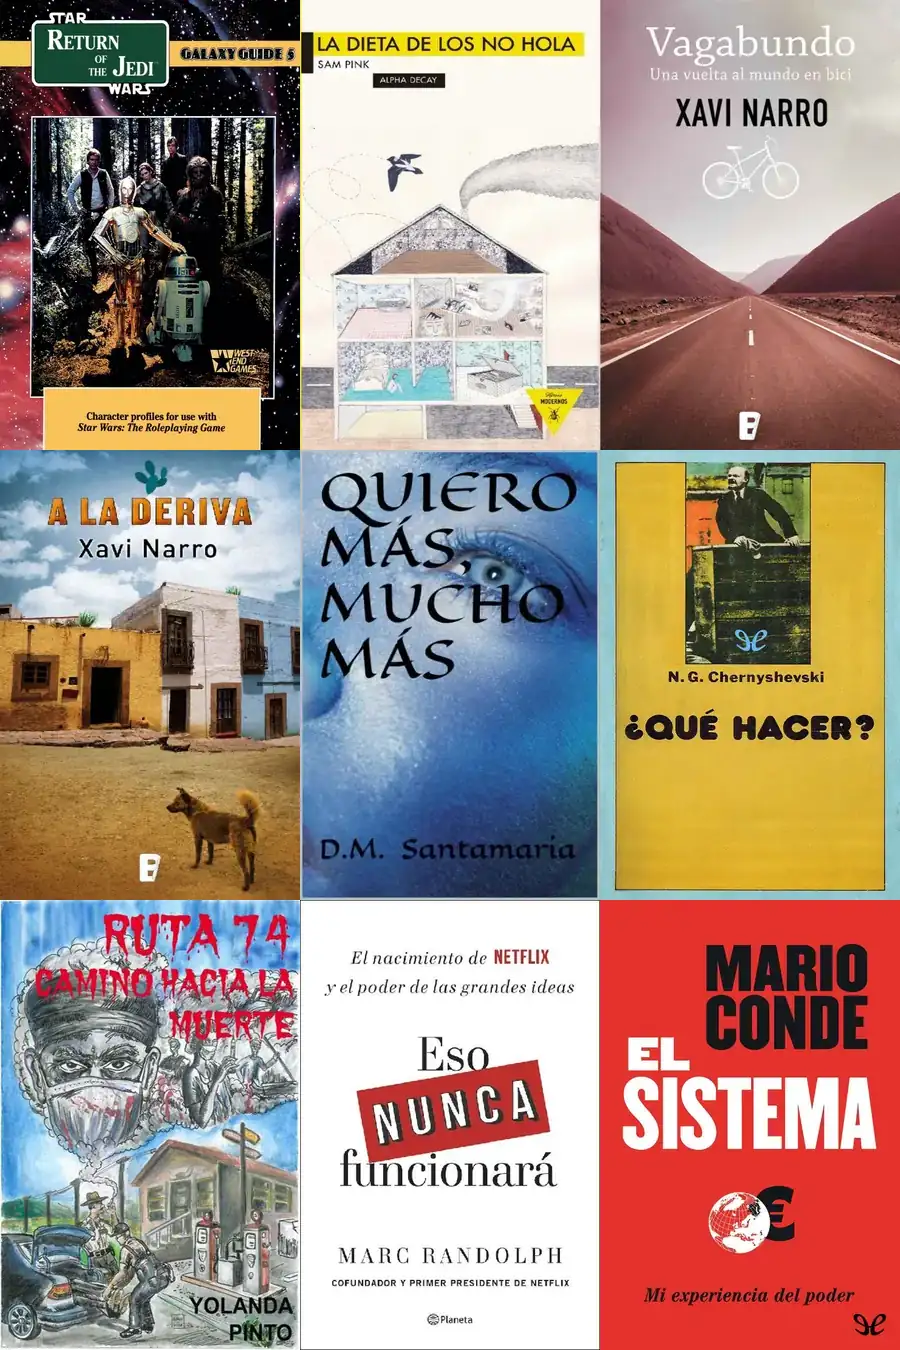 STAR
RETURN
OF
THE JEDI
WARS
GALAXY GUIDE 5
WEST
END
GAMES
Character profiles for use with
Star Wars: The Roleplaying Game
LA DIETA DE LOS NO HOLA
SAM PINK
ALPHA DECAY
MODERNOS
Vagabundo
Una vuelta al mundo en bici
XAVI NARRO
B
A LA DERIVA
Xavi Narro
B
QUIERO
MÁS,
MUCHO
MÁS
D.M. Santamaria
N. G. Chernyshevski
¿QUÉ HACER?
RUTA 74
CAMINO HACIA LA
MUERTE
YOLANDA
PINTO
El nacimiento de NETFLIX
y el poder de las grandes ideas
Eso
NUNCA
funcionará
MARC RANDOLPH
COFUNDADOR Y PRIMER PRESIDENTE DE NETFLIX
Planeta
MARIO
CONDE
EL
SISTEMA
€
Mi experiencia del poder